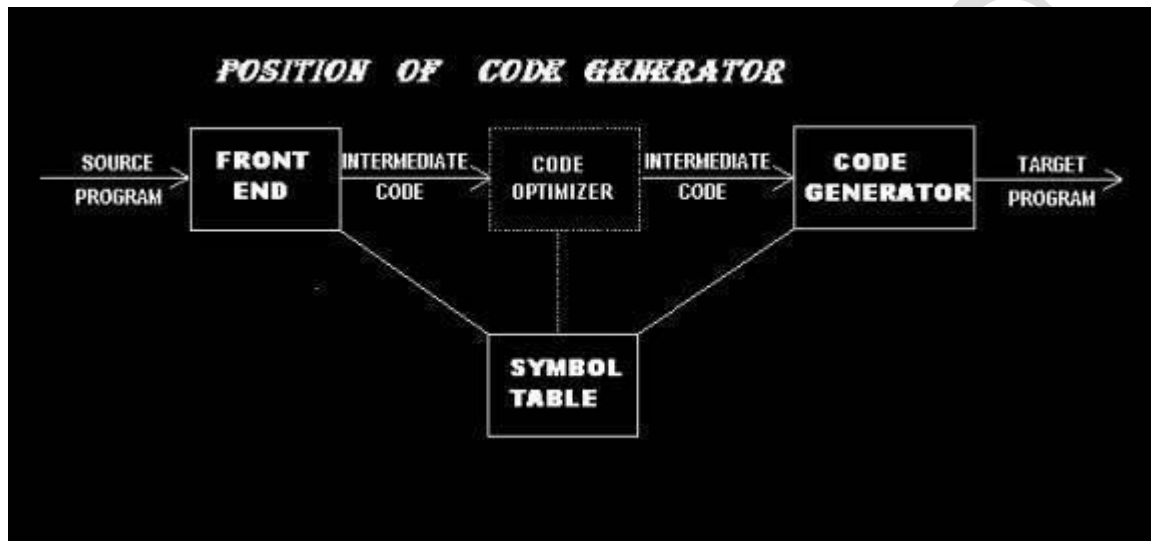 POSITION OF CODE GENERATOR
SOURCE
PROGRAM
FRONT
END
INTERMEDIATE
CODE
CODE
OPTIMIZER
INTERMEDIATE
CODE
CODE
GENERATOR
TARGET
PROGRAM
SYMBOL
TABLE